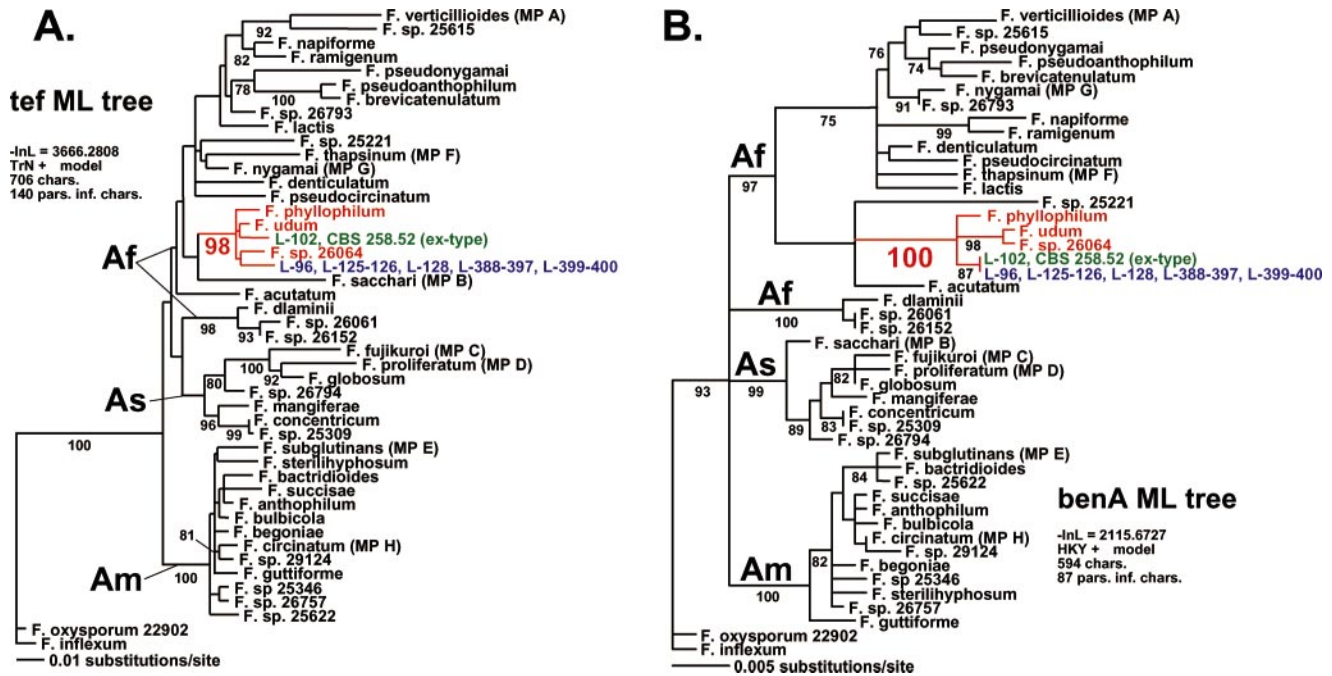 A.
tef ML tree
-lnL = 3666.2808
TrN + model
706 chars.
140 pars. inf. chars.
F. verticillioides (MP A)
92
F. sp. 25615
F. napiforme
82
F. ramigenum
F. pseudonygamai
78
F. pseudoanthophilum
100
F. brevicatenulatum
F. sp. 26793
F. lactis
F. sp. 25221
F. thapsinum (MP F)
F. nygamai (MP G)
F. denticulatum
F. pseudocircinatum
F. phyllophilum
F. udum
98
L-102, CBS 258.52 (ex-type)
F. sp. 26064
L-96, L-125-126, L-128, L-388-397, L-399-400
Af
F. sacchari (MP B)
F. acutatum
F. dlaminii
98
F. sp. 26061
93
F. sp. 26152
F. fujikuroi (MP C)
100
F. proliferatum (MP D)
80
92
F. globosum
F. sp. 26794
As
F. mangiferae
96
F. concentricum
99
F. sp. 25309
100
F. subglutinans (MP E)
F. sterilihyphosum
F. bactridioides
F. succisae
F. anthophilum
F. bulbicola
F. begoniae
81
F. circinatum (MP H)
F. sp. 29124
Am
100
F. guttiforme
F. sp. 25346
F. sp. 26757
F. sp. 25622
F. oxysporum 22902
F. inflexum
0.01 substitutions/site
B.
F. verticillioides (MP A)
F. sp. 25615
76
F. pseudonygamai
F. pseudoanthophilum
74
F. brevicatenulatum
F. nygamai (MP G)
91
F. sp. 26793
75
F. napiforme
99
F. ramigenum
F. denticulatum
F. pseudocircinatum
F. thapsinum (MP F)
F. lactis
Af
97
F. sp. 25221
F. phyllophilum
F. udum
98
F. sp. 26064
100
L-102, CBS 258.52 (ex-type)
87
L-96, L-125-126, L-128, L-388-397, L-399-400
F. acutatum
Af
F. dlaminii
100
F. sp. 26061
F. sp. 26152
F. sacchari (MP B)
As
93
99
F. fujikuroi (MP C)
F. proliferatum (MP D)
82
F. globosum
F. mangiferae
F. concentricum
89
83
F. sp. 25309
F. sp. 26794
F. subglutinans (MP E)
F. bactridioides
84
F. sp. 25622
F. succisae
F. anthophilum
F. bulbicola
F. circinatum (MP H)
F. sp. 29124
82
F. begoniae
Am
F. sp 25346
100
F. sterilihyphosum
F. sp. 26757
F. guttiforme
F. oxysporum 22902
F. inflexum
0.005 substitutions/site
benA ML tree
-lnL = 2115.6727
HKY + model
594 chars.
87 pars. inf. chars.